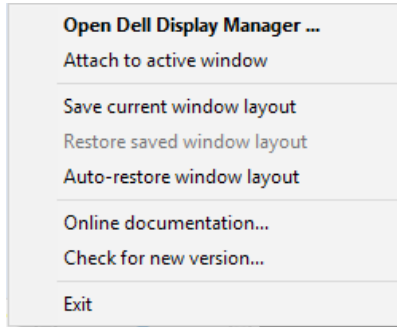 Open Dell Display Manager ...
Attach to active window
Save current window layout
Restore saved window layout
Auto-restore window layout
Online documentation...
Check for new version...
Exit